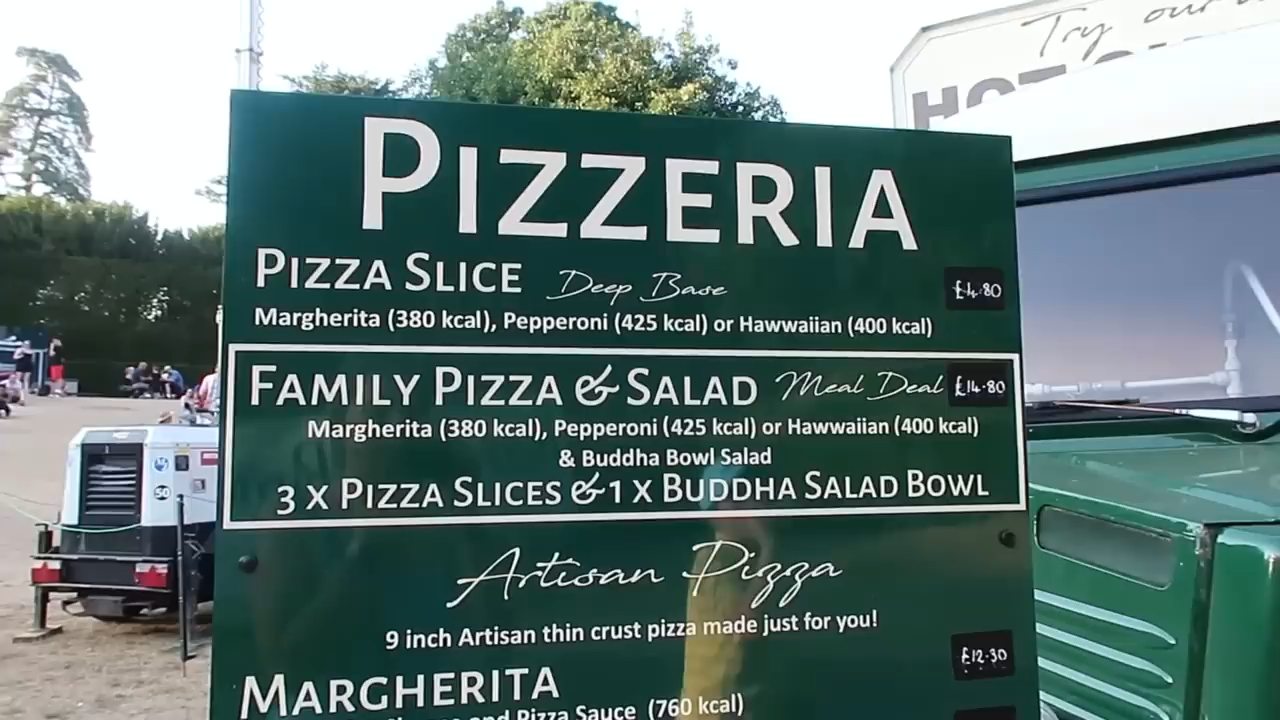 Try our
PIZZERIA
PIZZA SLICE Deep Base £4.80
Margherita (380 kcal), Pepperoni (425 kcal) or Hawwaiian (400 kcal)
FAMILY PIZZA & SALAD Meal Deal £14.80
Margherita (380 kcal), Pepperoni (425 kcal) or Hawwaiian (400 kcal)
& Buddha Bowl Salad
3 X PIZZA SLICES & 1 X BUDDHA SALAD BOWL
50
Artisan Pizza
9 inch Artisan thin crust pizza made just for you!
£12.30
MARGHERITA
and Pizza Sauce (760 kcal)